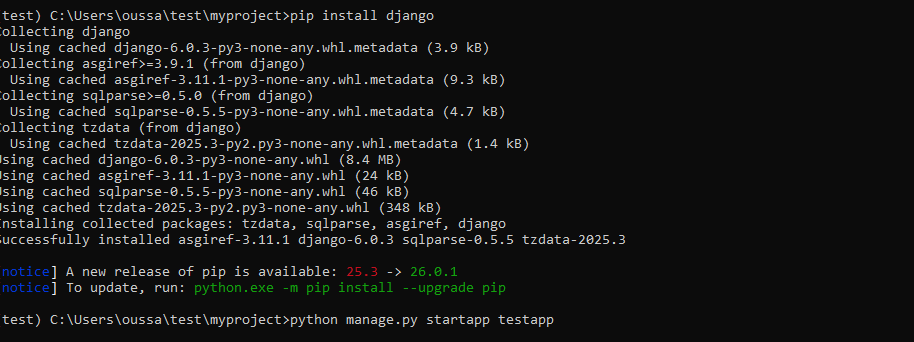 test) C:\Users\oussa\test\myproject>pip install django
Collecting django
  Using cached django-6.0.3-py3-none-any.whl.metadata (3.9 kB)
Collecting asgiref>=3.9.1 (from django)
  Using cached asgiref-3.11.1-py3-none-any.whl.metadata (9.3 kB)
Collecting sqlparse>=0.5.0 (from django)
  Using cached sqlparse-0.5.5-py3-none-any.whl.metadata (4.7 kB)
Collecting tzdata (from django)
  Using cached tzdata-2025.3-py2.py3-none-any.whl.metadata (1.4 kB)
Using cached django-6.0.3-py3-none-any.whl (8.4 MB)
Using cached asgiref-3.11.1-py3-none-any.whl (24 kB)
Using cached sqlparse-0.5.5-py3-none-any.whl (46 kB)
Using cached tzdata-2025.3-py2.py3-none-any.whl (348 kB)
Installing collected packages: tzdata, sqlparse, asgiref, django
Successfully installed asgiref-3.11.1 django-6.0.3 sqlparse-0.5.5 tzdata-2025.3
notice] A new release of pip is available: 25.3 -> 26.0.1
notice] To update, run: python.exe -m pip install --upgrade pip
test) C:\Users\oussa\test\myproject>python manage.py startapp testapp